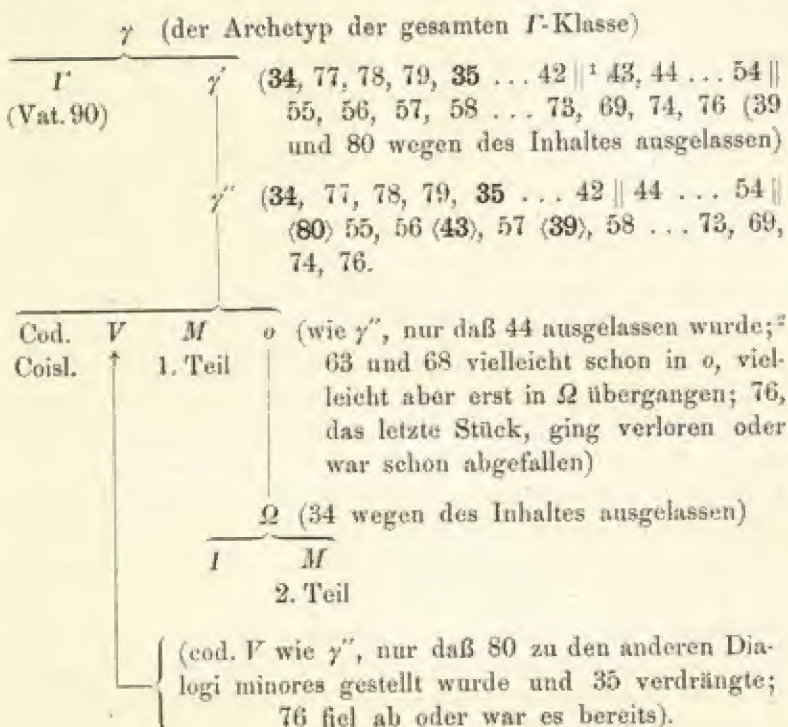 γ (der Archetyp der gesamten Γ-Klasse)
Γ γ′ (34, 77, 78, 79, 35 ... 42 ||¹ 43, 44 ... 54 ||
(Vat. 90) 55, 56, 57, 58 ... 73, 69, 74, 76 (39
und 80 wegen des Inhaltes ausgelassen)
γ″ (34, 77, 78, 79, 35 ... 42 || 44 ... 54 ||
⟨80⟩ 55, 56 ⟨43⟩, 57 ⟨39⟩, 58 ... 73, 69,
74, 76.
Cod. V M o (wie γ″, nur daß 44 ausgelassen wurde;²
Coisl. 1. Teil 63 und 68 vielleicht schon in o, viel-
leicht aber erst in Ω übergangen; 76,
das letzte Stück, ging verloren oder
war schon abgefallen)
Ω (34 wegen des Inhaltes ausgelassen)
I M
2. Teil
(cod. V wie γ″, nur daß 80 zu den anderen Dia-
logi minores gestellt wurde und 35 verdrängte;
76 fiel ab oder war es bereits).